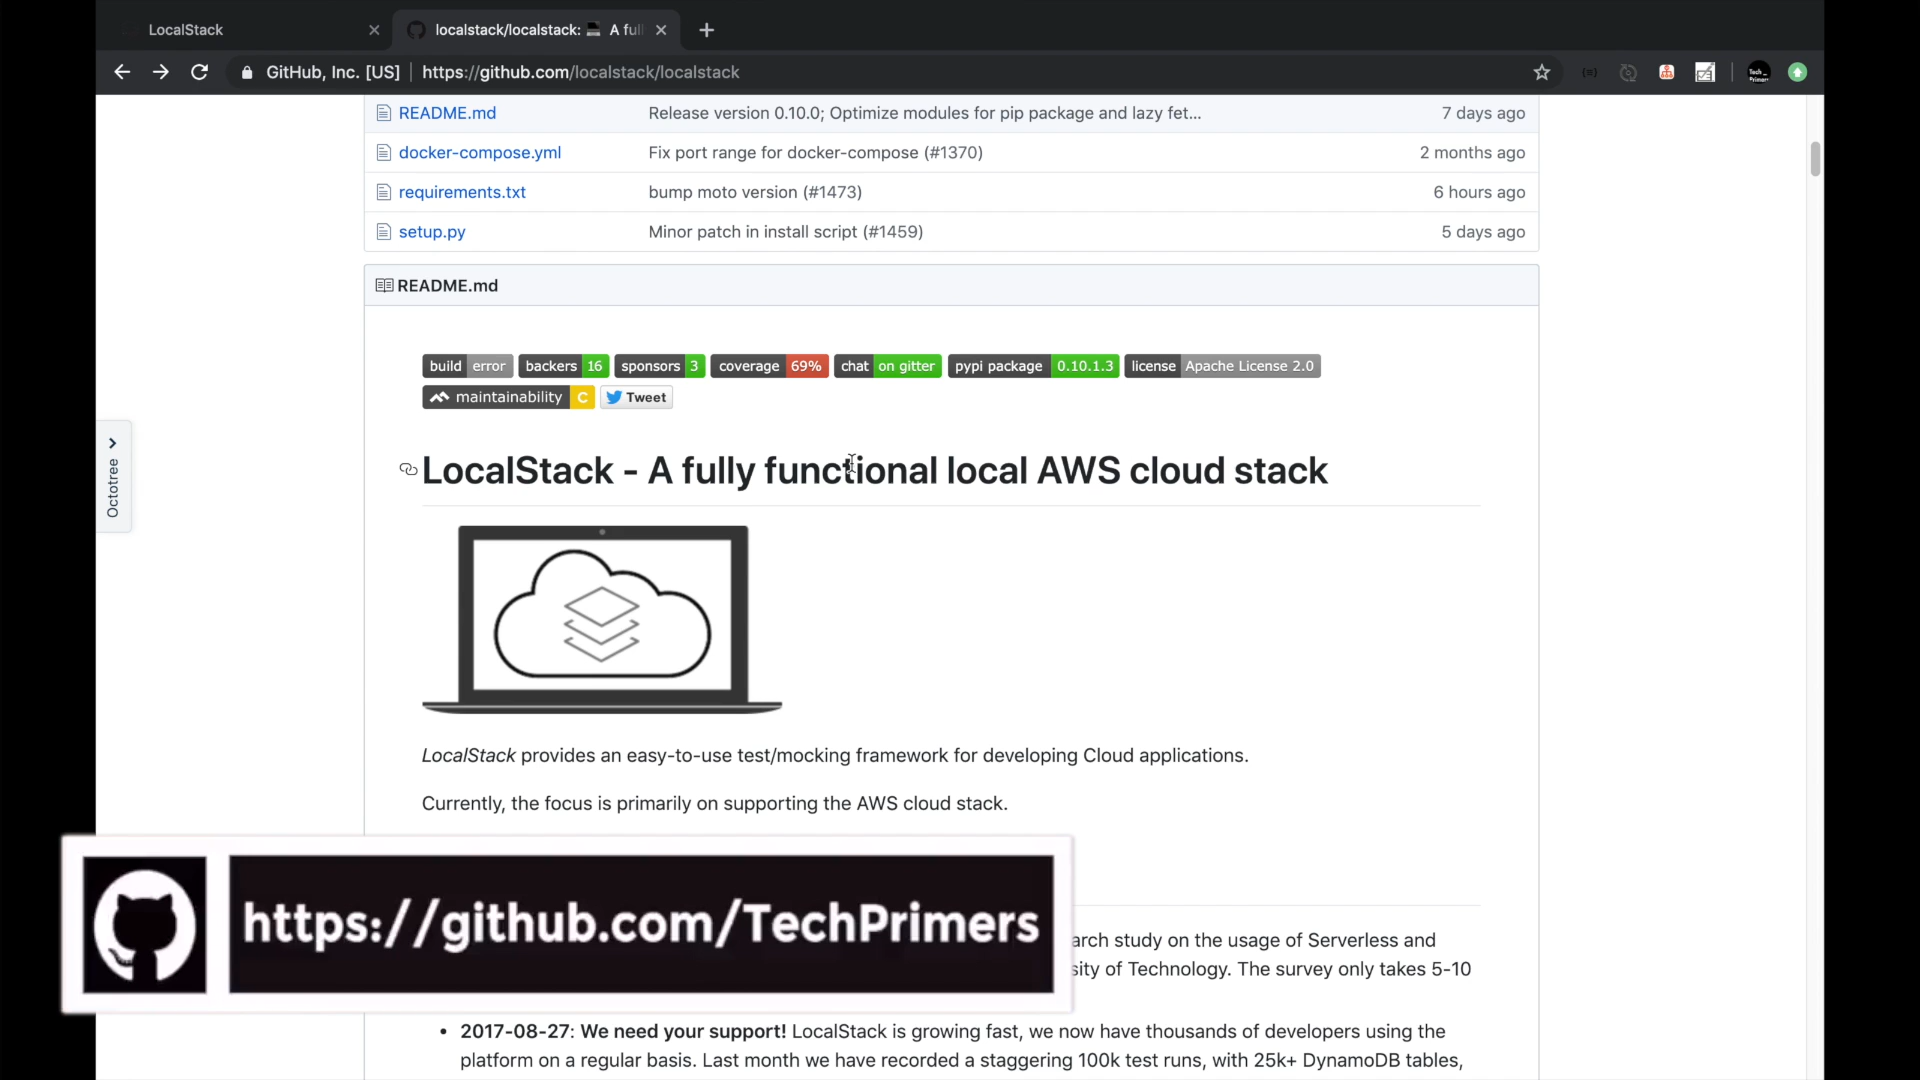 LocalStack
localstack/localstack: A ful
GitHub, Inc. [US] https://github.com/localstack/localstack
README.md Release version 0.10.0; Optimize modules for pip package and lazy fet... 7 days ago
docker-compose.yml Fix port range for docker-compose (#1370) 2 months ago
requirements.txt bump moto version (#1473) 6 hours ago
setup.py Minor patch in install script (#1459) 5 days ago
README.md
build error backers 16 sponsors 3 coverage 69% chat on gitter pypi package 0.10.1.3 license Apache License 2.0
maintainability C Tweet
Octotree
LocalStack - A fully functional local AWS cloud stack
LocalStack provides an easy-to-use test/mocking framework for developing Cloud applications.
Currently, the focus is primarily on supporting the AWS cloud stack.
https://github.com/TechPrimers
arch study on the usage of Serverless and
sity of Technology. The survey only takes 5-10
• 2017-08-27: We need your support! LocalStack is growing fast, we now have thousands of developers using the
platform on a regular basis. Last month we have recorded a staggering 100k test runs, with 25k+ DynamoDB tables,